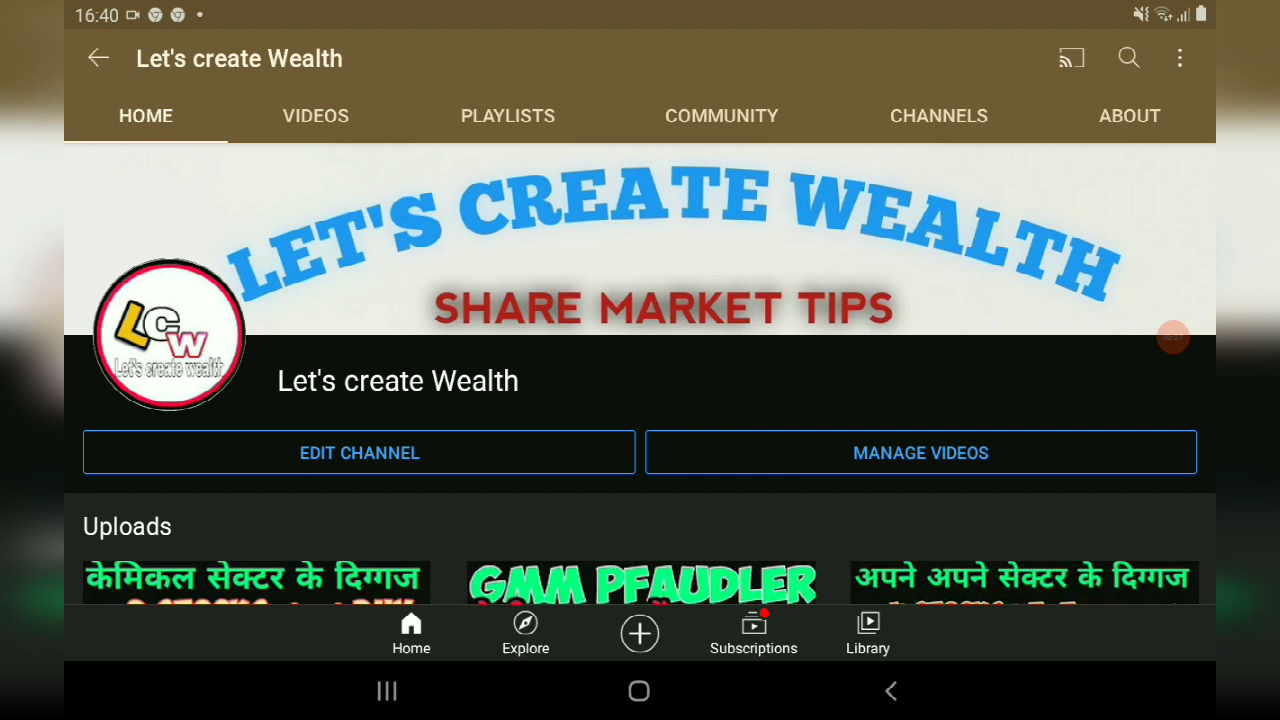 16:40
Let's create Wealth
HOME VIDEOS PLAYLISTS COMMUNITY CHANNELS ABOUT
LET'S CREATE WEALTH
SHARE MARKET TIPS
LCW
Let's create wealth
Let's create Wealth
EDIT CHANNEL MANAGE VIDEOS
Uploads
केमिकल सेक्टर के दिग्गज
GMM PFAUDLER
अपने अपने सेक्टर के दिग्गज
Home Explore Subscriptions Library